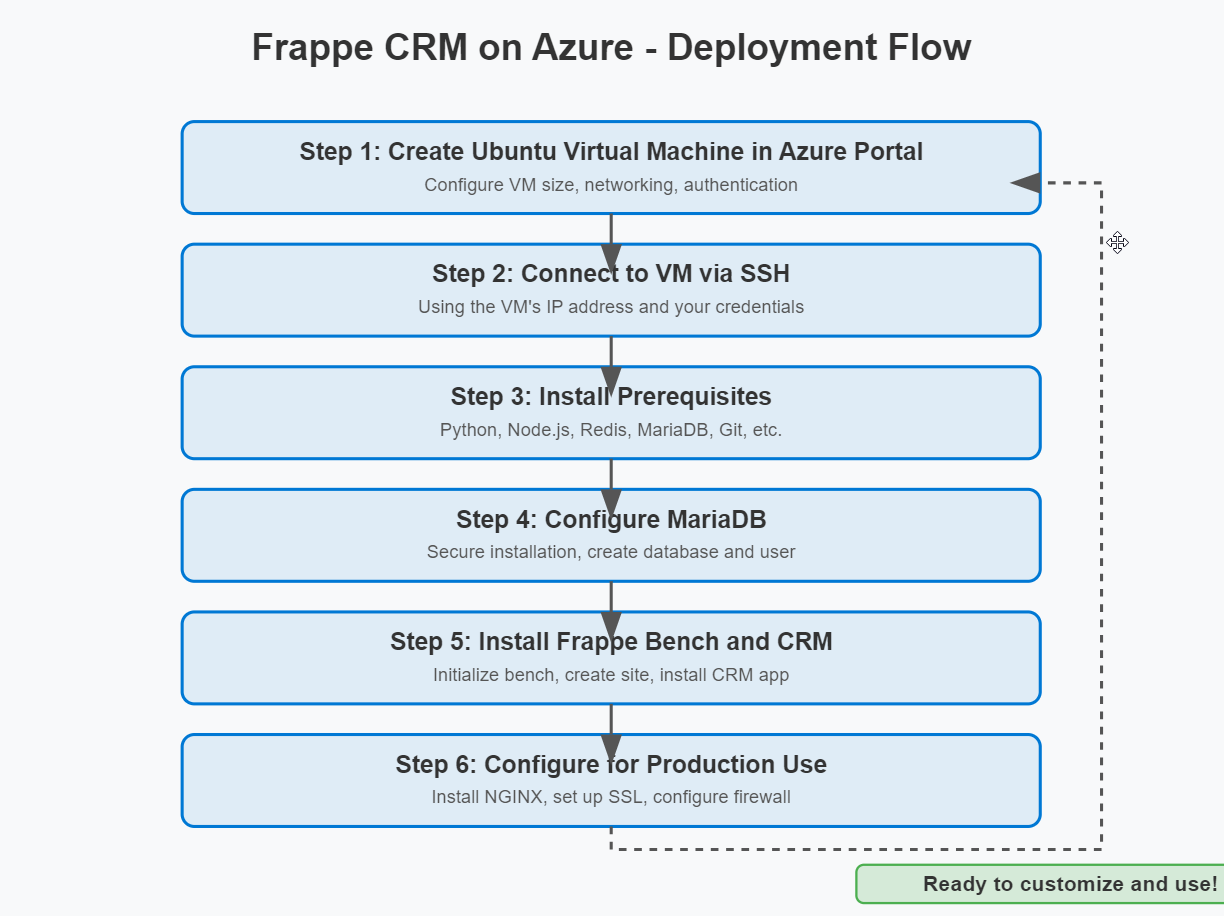 Frappe CRM on Azure - Deployment Flow
Step 1: Create Ubuntu Virtual Machine in Azure Portal
Configure VM size, networking, authentication
Step 2: Connect to VM via SSH
Using the VM's IP address and your credentials
Step 3: Install Prerequisites
Python, Node.js, Redis, MariaDB, Git, etc.
Step 4: Configure MariaDB
Secure installation, create database and user
Step 5: Install Frappe Bench and CRM
Initialize bench, create site, install CRM app
Step 6: Configure for Production Use
Install NGINX, set up SSL, configure firewall
Ready to customize and use!